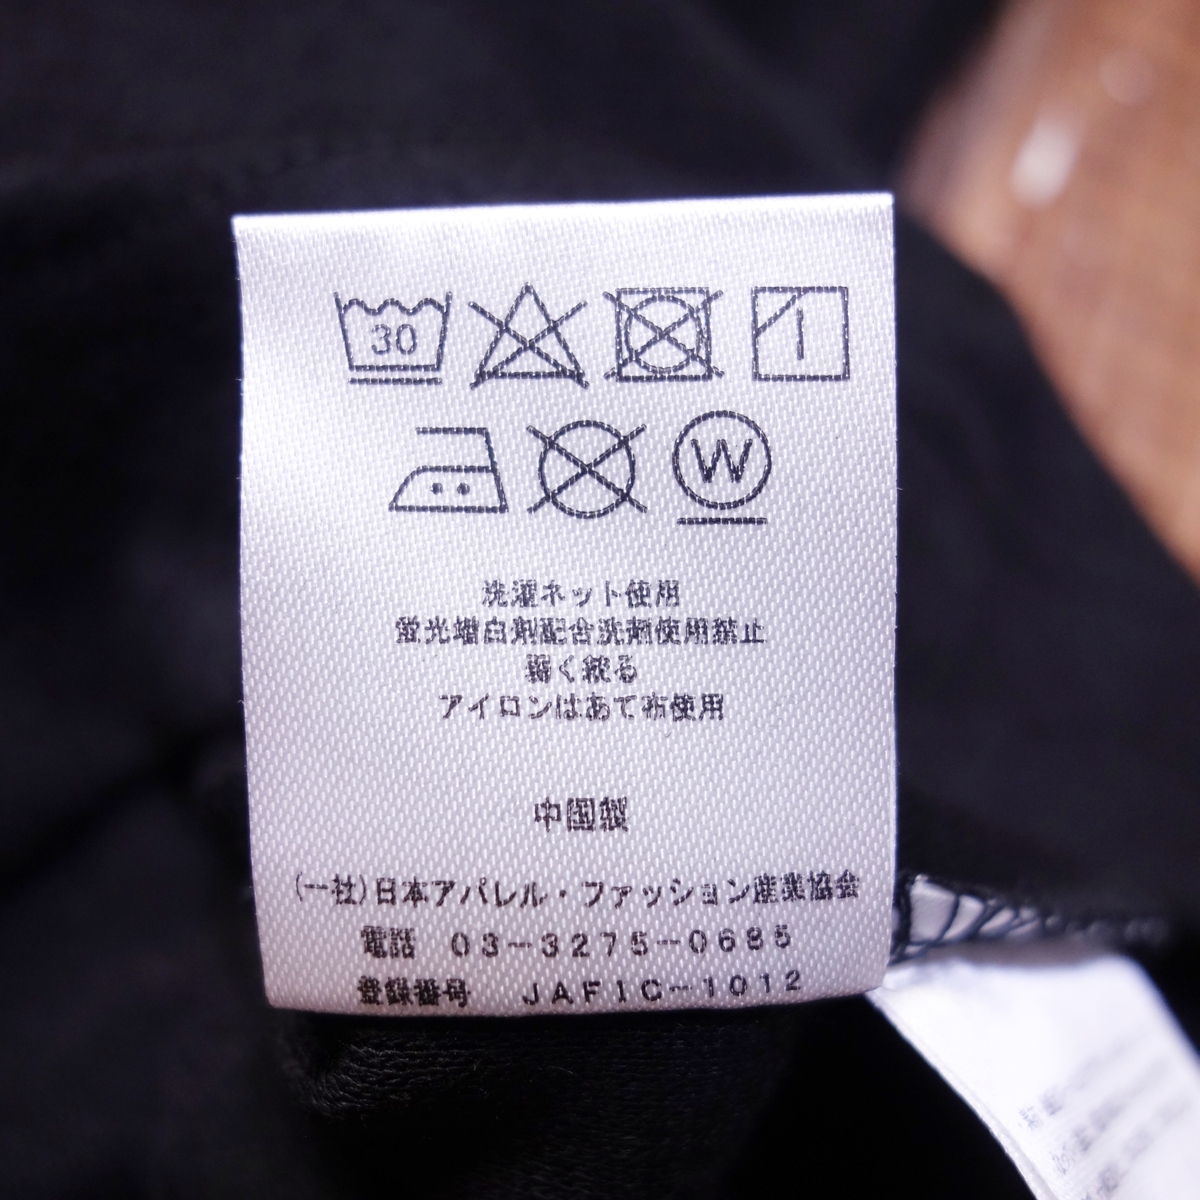 30
W
洗濯ネット使用
蛍光増白剤配合洗剤使用禁止
弱く絞る
アイロンはあて布使用
中国製
(一社)日本アパレル・ファッション産業協会
電話 03-3275-0685
登録番号 JAFIC-1012